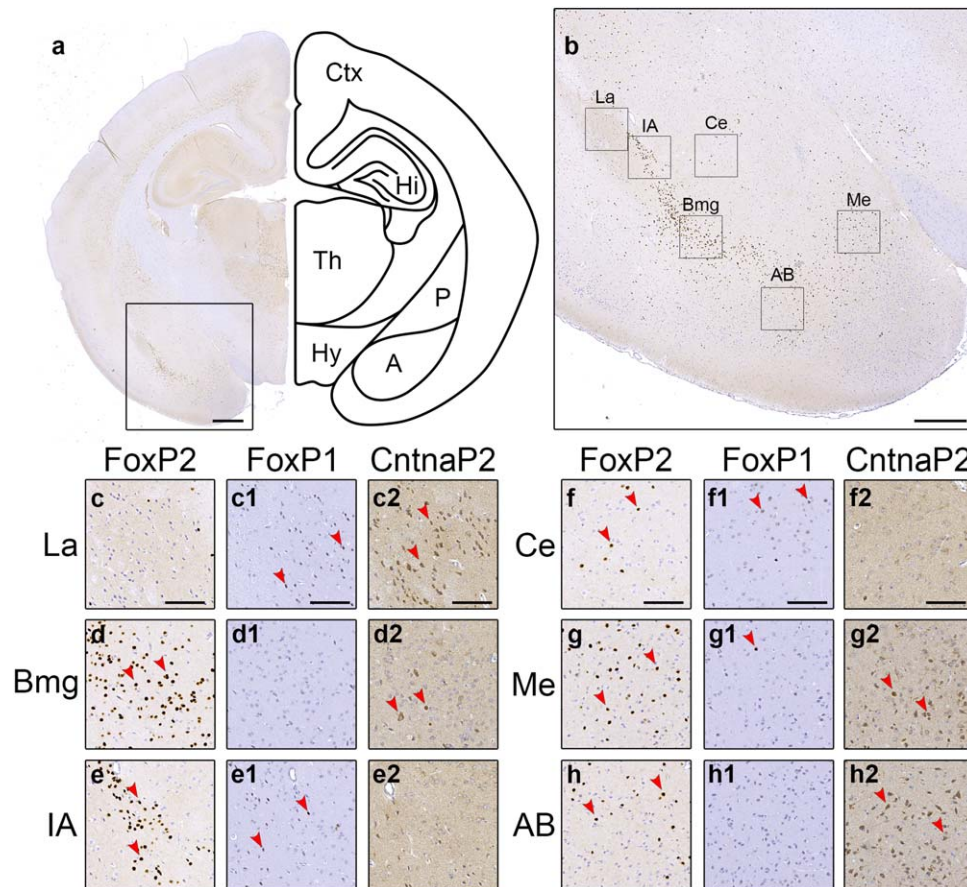 a
Ctx
Hi
Th
P
Hy
A
b
La
IA
Ce
Bmg
Me
AB
FoxP2 FoxP1 CntnaP2
FoxP2 FoxP1 CntnaP2
La
c c1 c2
Ce
f f1 f2
Bmg
d d1 d2
Me
g g1 g2
IA
e e1 e2
AB
h h1 h2